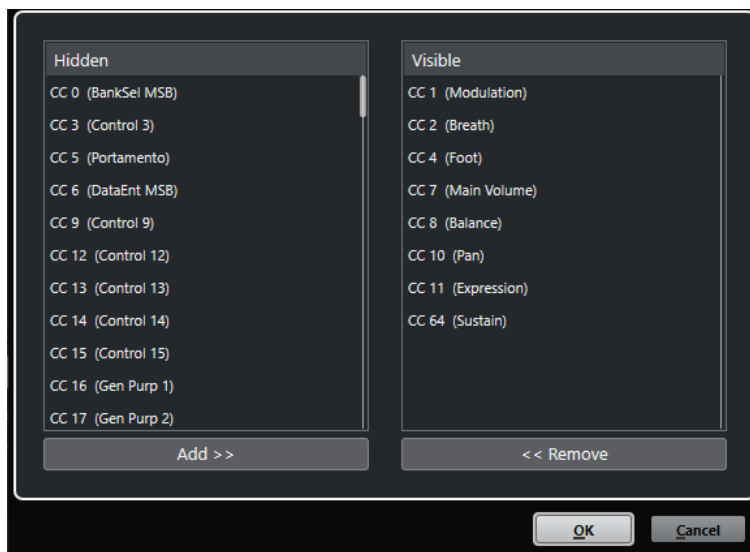 Hidden
CC 0 (BankSel MSB)
CC 3 (Control 3)
CC 5 (Portamento)
CC 6 (DataEnt MSB)
CC 9 (Control 9)
CC 12 (Control 12)
CC 13 (Control 13)
CC 14 (Control 14)
CC 15 (Control 15)
CC 16 (Gen Purp 1)
CC 17 (Gen Purp 2)
Add >>
Visible
CC 1 (Modulation)
CC 2 (Breath)
CC 4 (Foot)
CC 7 (Main Volume)
CC 8 (Balance)
CC 10 (Pan)
CC 11 (Expression)
CC 64 (Sustain)
<< Remove
OK
Cancel